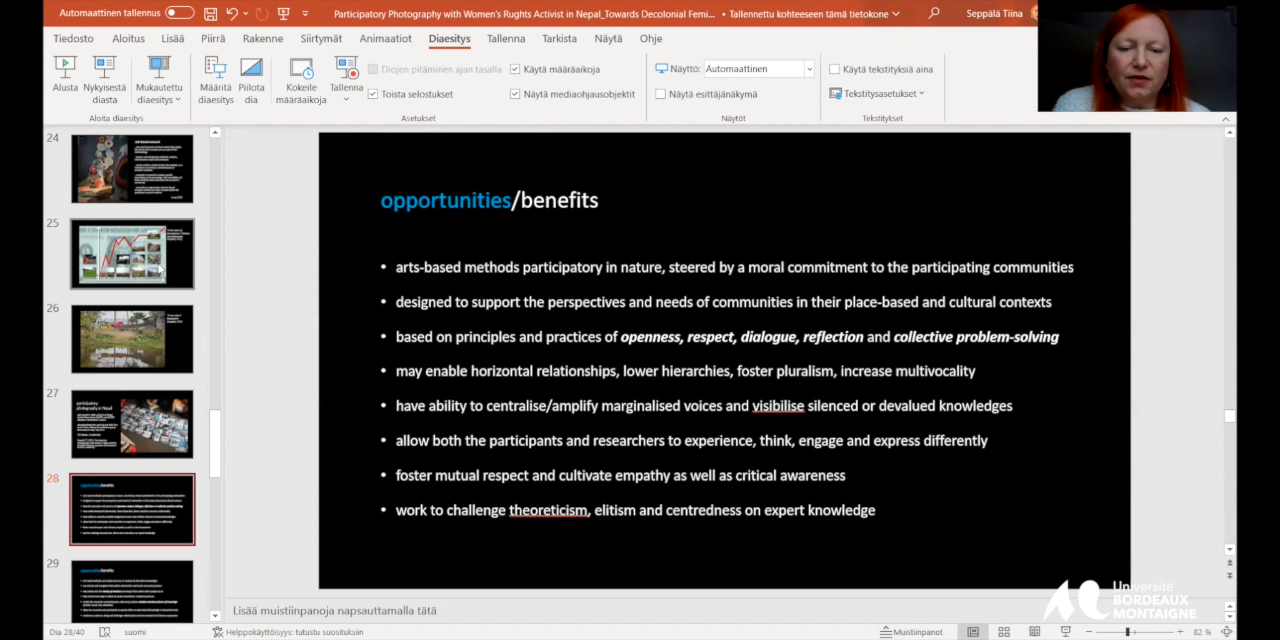 Automaattinen tallennus
Participatory Photography with Women's Rughts Activist in Nepal_Towards Decolonial Femi... • Tallennettu kohteeseen tämä tietokone
Seppälä Tiina
Tiedosto Aloitus Lisää Piirrä Rakenne Siirtymät Animaatiot Diaesitys Tallenna Tarkista Näytä Ohje
Alusta
Nykyisestä diasta
Mukautettu diaesitys
Määritä diaesitys
Piilota dia
Kokeile määräaikoja
Tallenna
Diojen pitäminen ajan tasalla
Toista selostukset
Käytä määräaikoja
Näytä mediaohjausobjektit
Näyttö: Automaattinen
Näytä esittäjänäkymä
Käytä tekstityksiä aina
Tekstitysasetukset
Aloita diaesitys
Asetukset
Näytöt
Tekstitykset
24
25
26
27
participatory
photography in Nepal
28
opportunities/benefits
29
opportunities/benefits
opportunities/benefits
• arts-based methods participatory in nature, steered by a moral commitment to the participating communities
• designed to support the perspectives and needs of communities in their place-based and cultural contexts
• based on principles and practices of openness, respect, dialogue, reflection and collective problem-solving
• may enable horizontal relationships, lower hierarchies, foster pluralism, increase multivocality
• have ability to centralise/amplify marginalised voices and visibilise silenced or devalued knowledges
• allow both the participants and researchers to experience, think, engage and express differently
• foster mutual respect and cultivate empathy as well as critical awareness
• work to challenge theoreticism, elitism and centredness on expert knowledge
Université
BORDEAUX
MONTAIGNE
Lisää muistiinpanoja napsauttamalla tätä
Dia 28/40
suomi
Helppokäyttöisyys: tutustu suosituksiin
Muistiinpanot
82 %